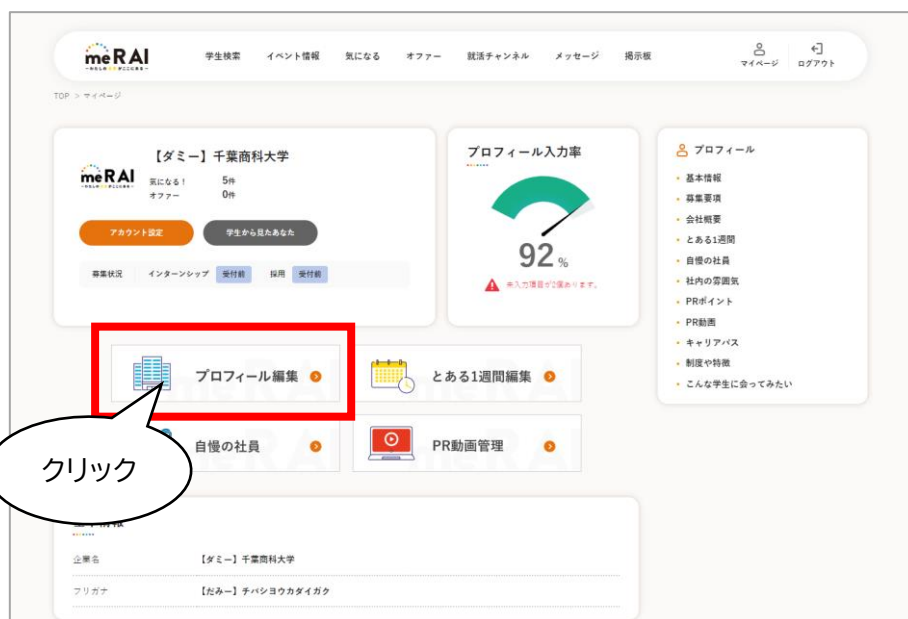 meRAI
学生検索 イベント情報 気になる オファー 就活チャンネル メッセージ 掲示板 マイページ ログアウト
TOP > マイページ
【ダミー】千葉商科大学
meRAI
気になる! 5件
オファー 0件
アカウント設定 学生から見たあなた
募集状況 インターンシップ 受付前 採用 受付前
プロフィール入力率
92%
未入力項目が2個あります。
プロフィール
基本情報
募集要項
会社概要
とある1週間
自慢の社員
社内の雰囲気
PRポイント
PR動画
キャリアパス
制度や特徴
こんな学生に会ってみたい
プロフィール編集 とある1週間編集
自慢の社員 PR動画管理
クリック
企業名 【ダミー】千葉商科大学
フリガナ 【だみー】チバショウカダイガク